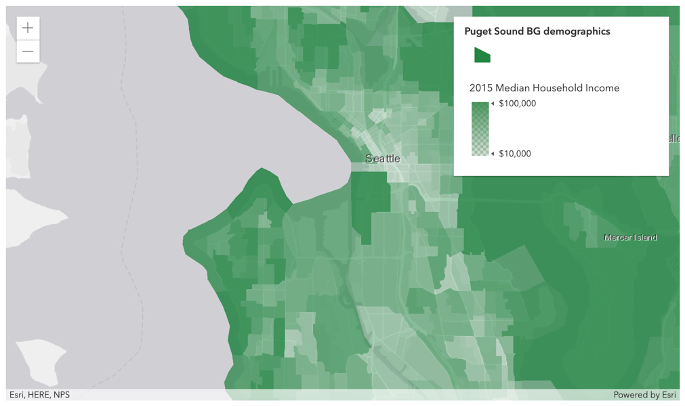 +
Puget Sound BG demographics
−
2015 Median Household Income
$100,000
$10,000
Seattle
Mercer Island
Esri, HERE, NPS
Powered by Esri